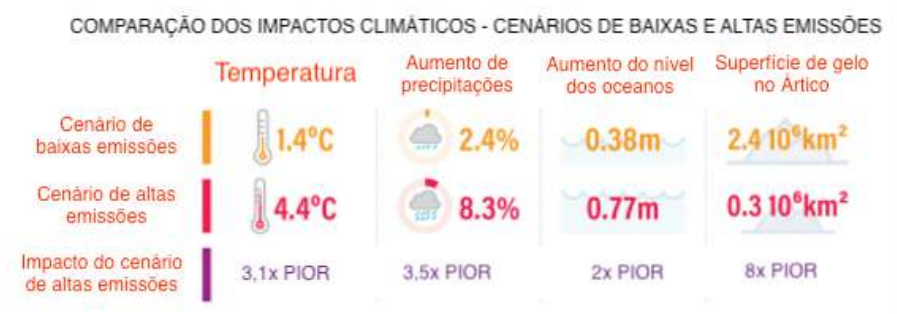 COMPARAÇÃO DOS IMPACTOS CLIMÁTICOS - CENÁRIOS DE BAIXAS E ALTAS EMISSÕES
Temperatura
Aumento de
precipitações
Aumento do nível
dos oceanos
Superfície de gelo
no Ártico
Cenário de
baixas emissões
1.4ºC
2.4%
0.38m
2.4 10⁶km²
Cenário de altas
emissões
4.4ºC
8.3%
0.77m
0.3 10⁶km²
Impacto do cenário
de altas emissões
3,1x PIOR
3,5x PIOR
2x PIOR
8x PIOR